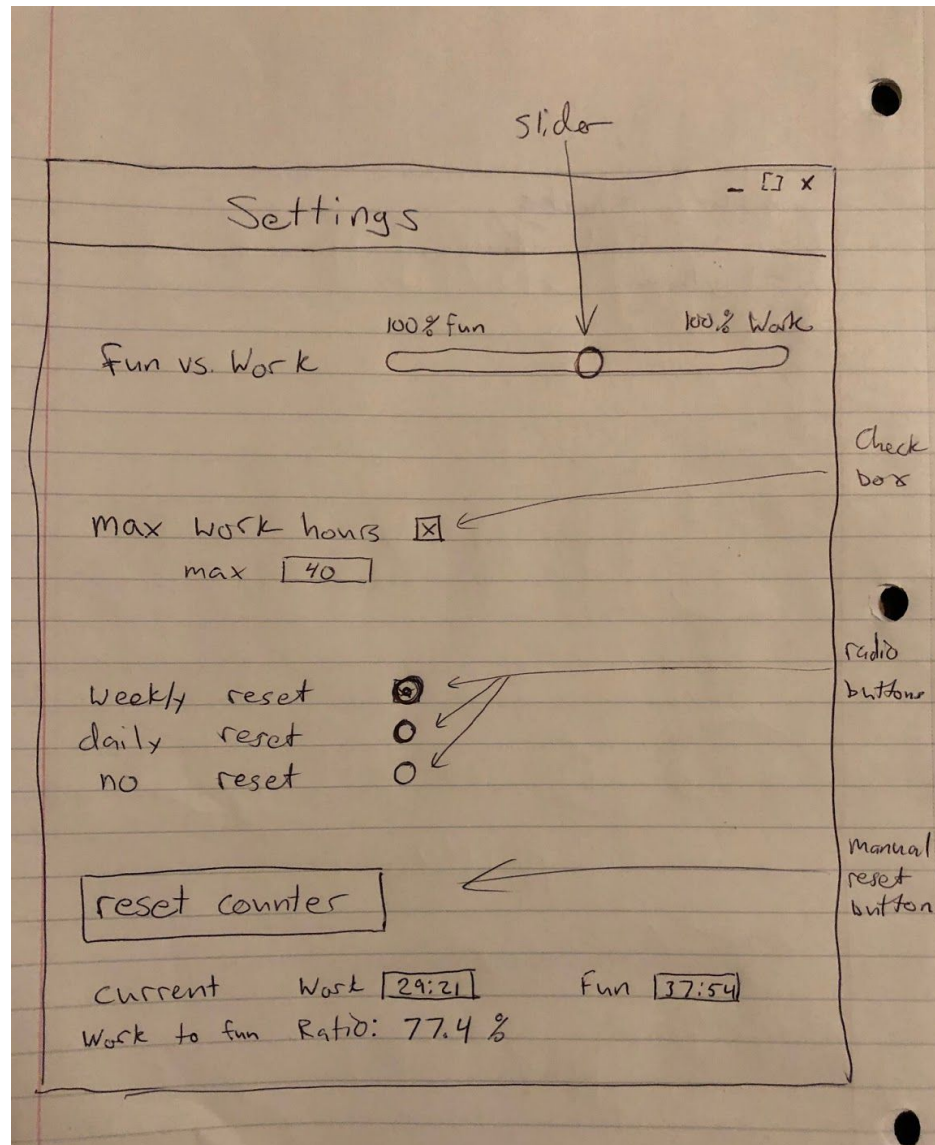 slider
Settings
- [] x
100% fun
100% Work
fun vs. Work
Check
box
max work hours x
max 40
radio
buttons
weekly reset
daily reset
no reset
manual
reset
button
reset counter
current Work 29:21 Fun 37:54
Work to fun Ratio: 77.4 %